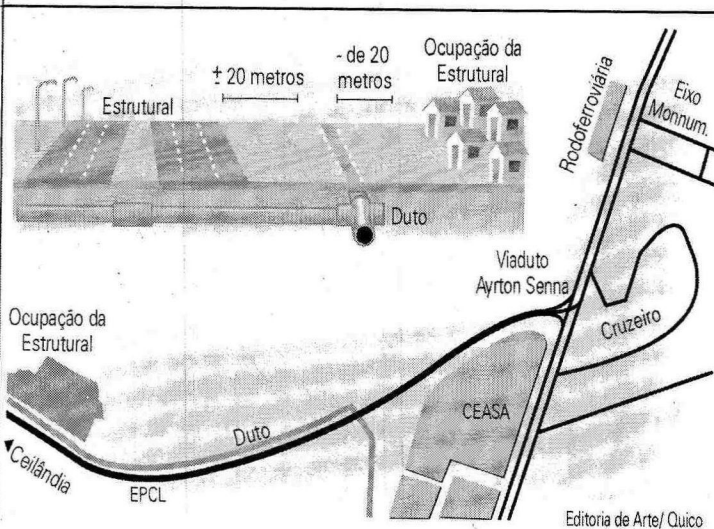 ± 20 metros
- de 20
metros
Ocupação da
Estrutural
Estrutural
Duto
Rodoferroviária
Eixo
Monnum.
Viaduto
Ayrton Senna
Cruzeiro
Ocupação da
Estrutural
CEASA
Duto
◄Ceilândia
EPCL
Editoria de Arte/ Quico